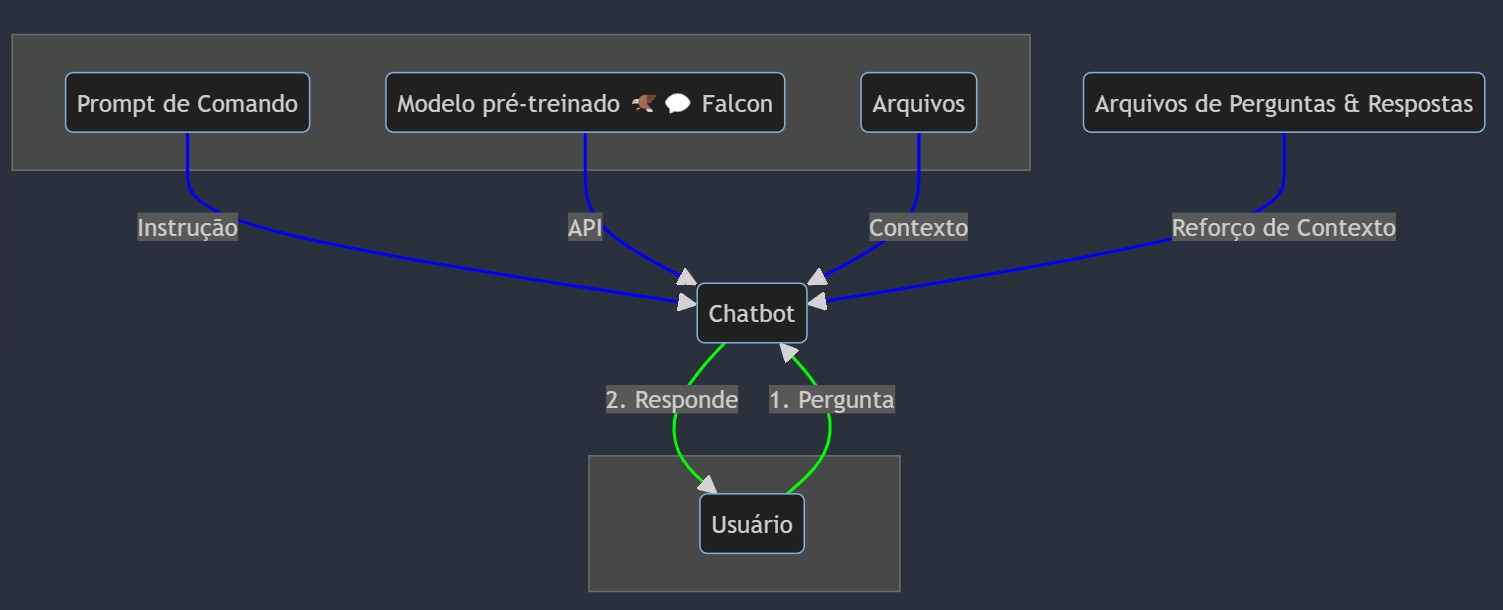 Prompt de Comando
Modelo pré-treinado 🦅 💬 Falcon
Arquivos
Arquivos de Perguntas & Respostas
Instrução
API
Contexto
Reforço de Contexto
Chatbot
2. Responde
1. Pergunta
Usuário